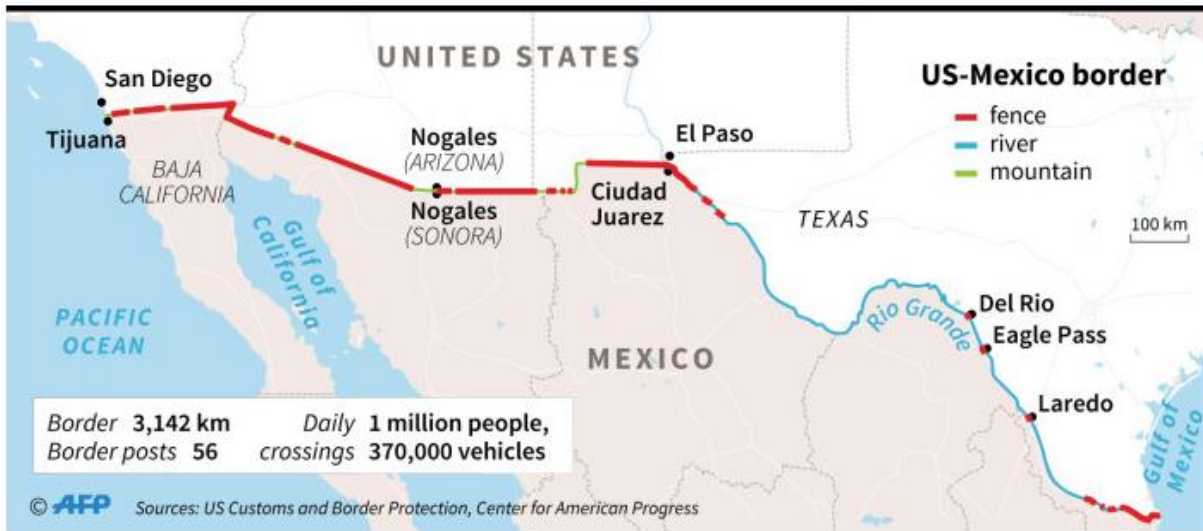 UNITED STATES
US-Mexico border
fence
river
mountain
100 km
San Diego
Tijuana
BAJA
CALIFORNIA
Nogales
(ARIZONA)
Nogales
(SONORA)
El Paso
Ciudad
Juarez
TEXAS
Gulf of
California
PACIFIC
OCEAN
MEXICO
Rio Grande
Del Rio
Eagle Pass
Laredo
Gulf of
Mexico
Border 3,142 km
Border posts 56
Daily 1 million people,
crossings 370,000 vehicles
© AFP Sources: US Customs and Border Protection, Center for American Progress